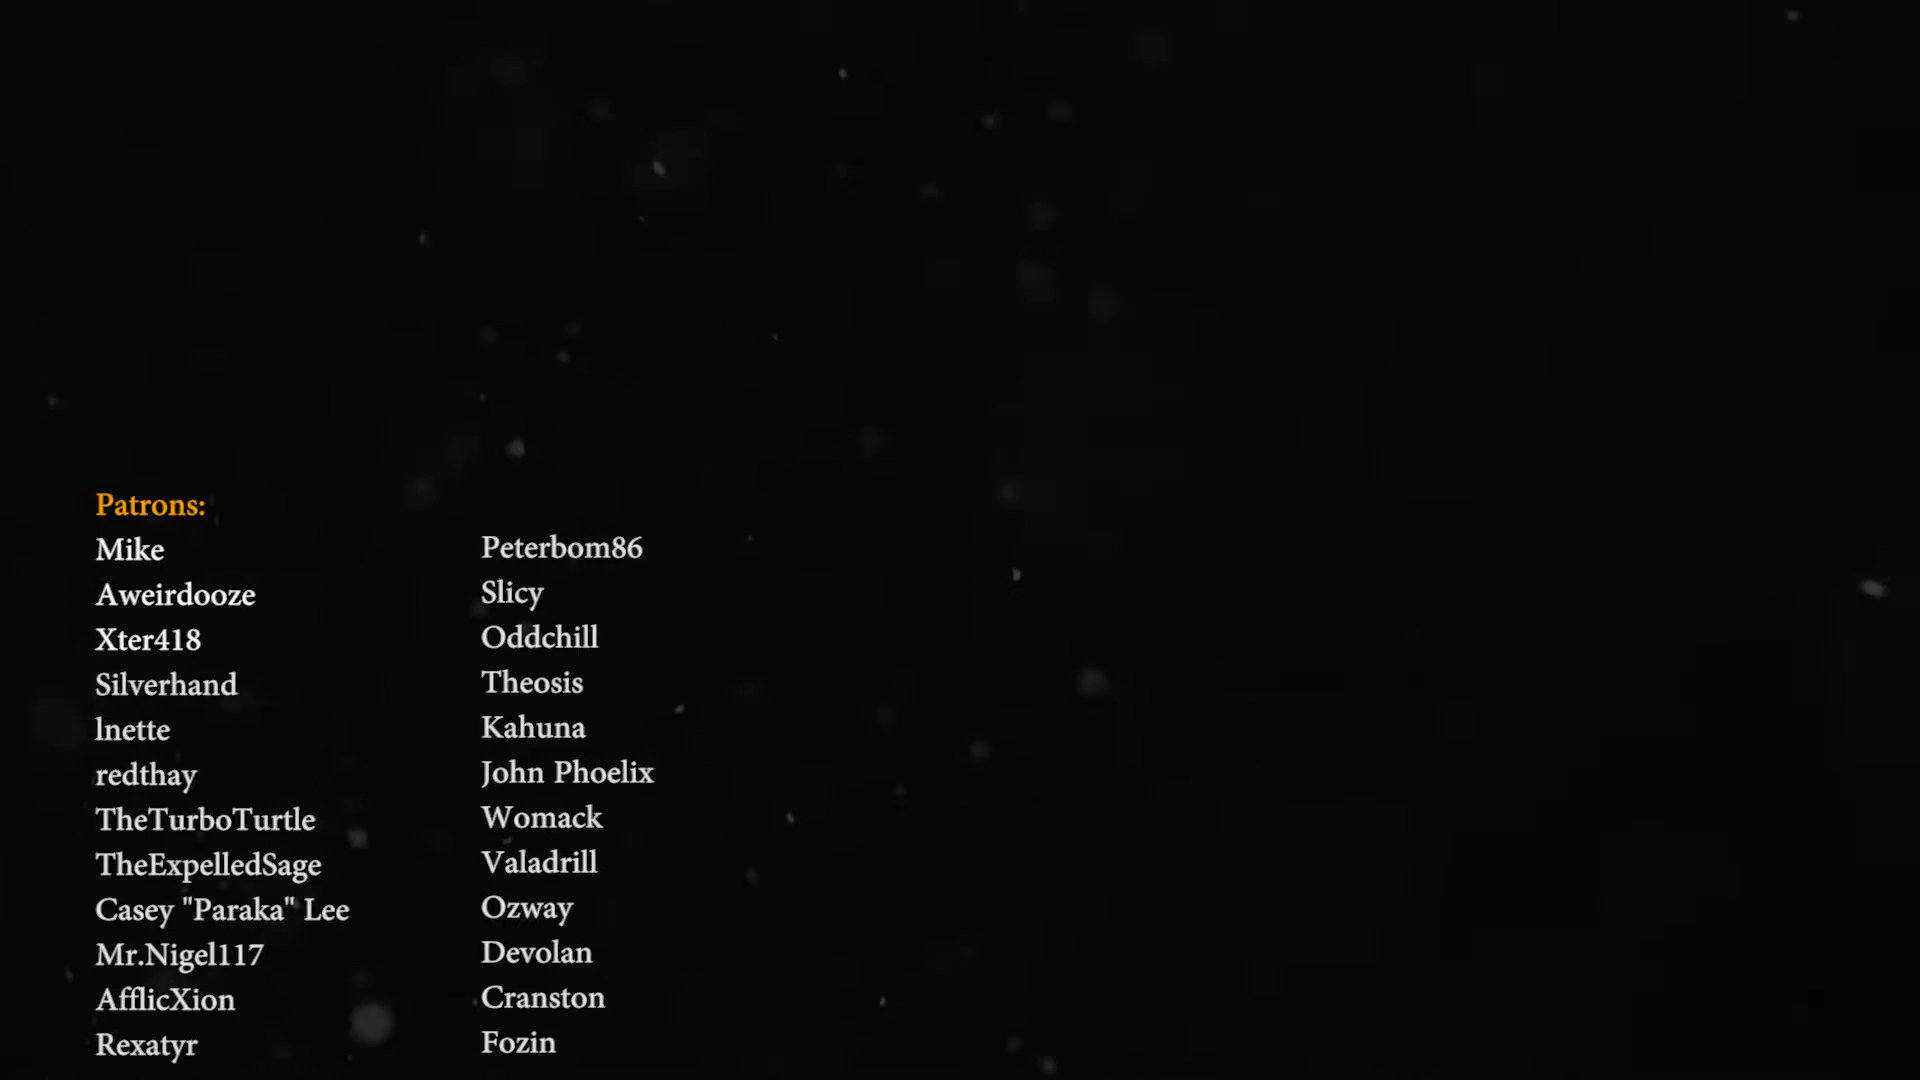 Patrons:
Mike
Aweirdooze
Xter418
Silverhand
lnette
redthay
TheTurboTurtle
TheExpelledSage
Casey "Paraka" Lee
Mr.Nigel117
AfflicXion
Rexatyr
Peterbom86
Slicy
Oddchill
Theosis
Kahuna
John Phoelix
Womack
Valadrill
Ozway
Devolan
Cranston
Fozin